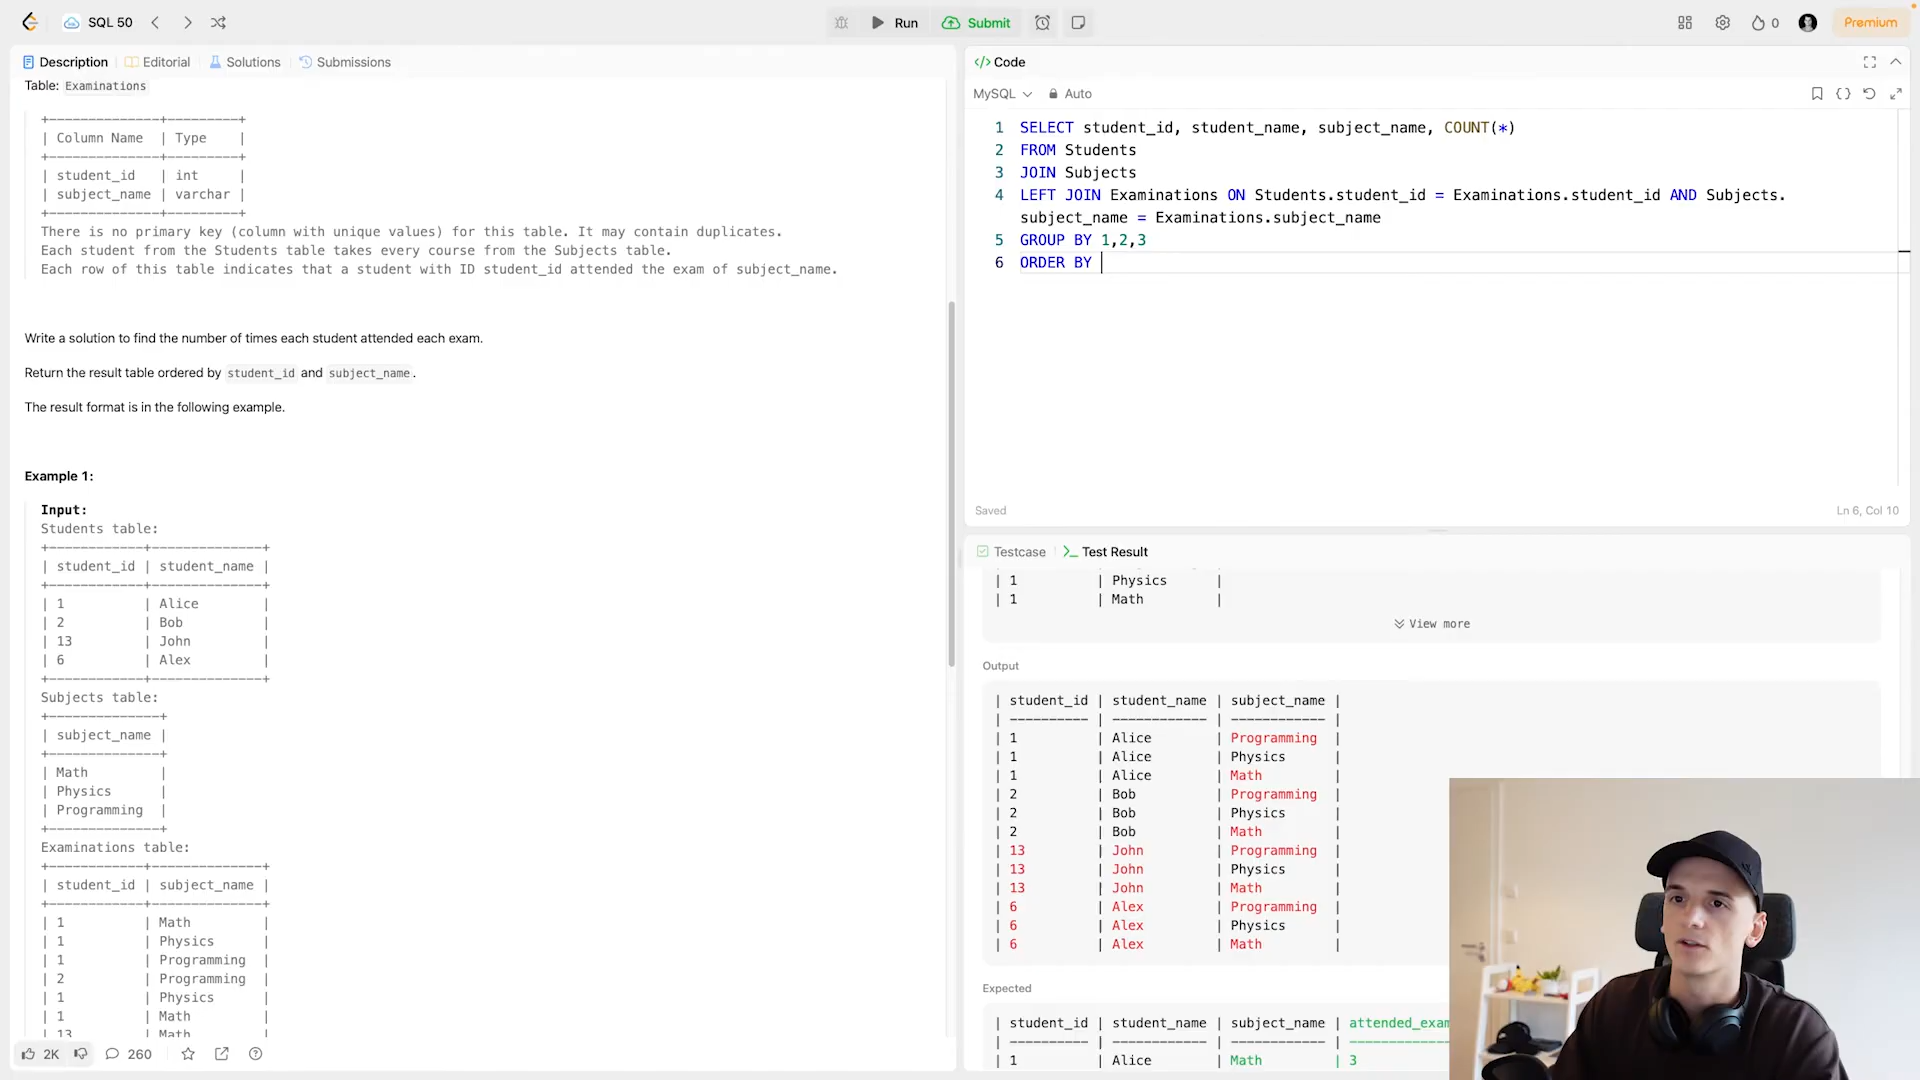 SQL 50
Run
Submit
0
Premium
Description
Editorial
Solutions
Submissions
Table: Examinations
+--------------+---------+
| Column Name  | Type    |
+--------------+---------+
| student_id   | int     |
| subject_name | varchar |
+--------------+---------+
There is no primary key (column with unique values) for this table. It may contain duplicates.
Each student from the Students table takes every course from the Subjects table.
Each row of this table indicates that a student with ID student_id attended the exam of subject_name.
Write a solution to find the number of times each student attended each exam.
Return the result table ordered by student_id and subject_name.
The result format is in the following example.
Example 1:
Input:
Students table:
+------------+--------------+
| student_id | student_name |
+------------+--------------+
| 1          | Alice        |
| 2          | Bob          |
| 13         | John         |
| 6          | Alex         |
+------------+--------------+
Subjects table:
+--------------+
| subject_name |
+--------------+
| Math         |
| Physics      |
| Programming  |
+--------------+
Examinations table:
+------------+--------------+
| student_id | subject_name |
+------------+--------------+
| 1          | Math         |
| 1          | Physics      |
| 1          | Programming  |
| 2          | Programming  |
| 1          | Physics      |
| 1          | Math         |
| 13         | Math         |
2K
260
Code
MySQL
Auto
1 SELECT student_id, student_name, subject_name, COUNT(*)
2 FROM Students
3 JOIN Subjects
4 LEFT JOIN Examinations ON Students.student_id = Examinations.student_id AND Subjects.
subject_name = Examinations.subject_name
5 GROUP BY 1,2,3
6 ORDER BY
Saved
Ln 6, Col 10
Testcase
Test Result
| 1          | Physics      |
| 1          | Math         |
View more
Output
| student_id | student_name | subject_name |
| ---------- | ------------ | ------------ |
| 1          | Alice        | Programming  |
| 1          | Alice        | Physics      |
| 1          | Alice        | Math         |
| 2          | Bob          | Programming  |
| 2          | Bob          | Physics      |
| 2          | Bob          | Math         |
| 13         | John         | Programming  |
| 13         | John         | Physics      |
| 13         | John         | Math         |
| 6          | Alex         | Programming  |
| 6          | Alex         | Physics      |
| 6          | Alex         | Math         |
Expected
| student_id | student_name | subject_name | attended_exam
| ---------- | ------------ | ------------ | -------------
| 1          | Alice        | Math         | 3